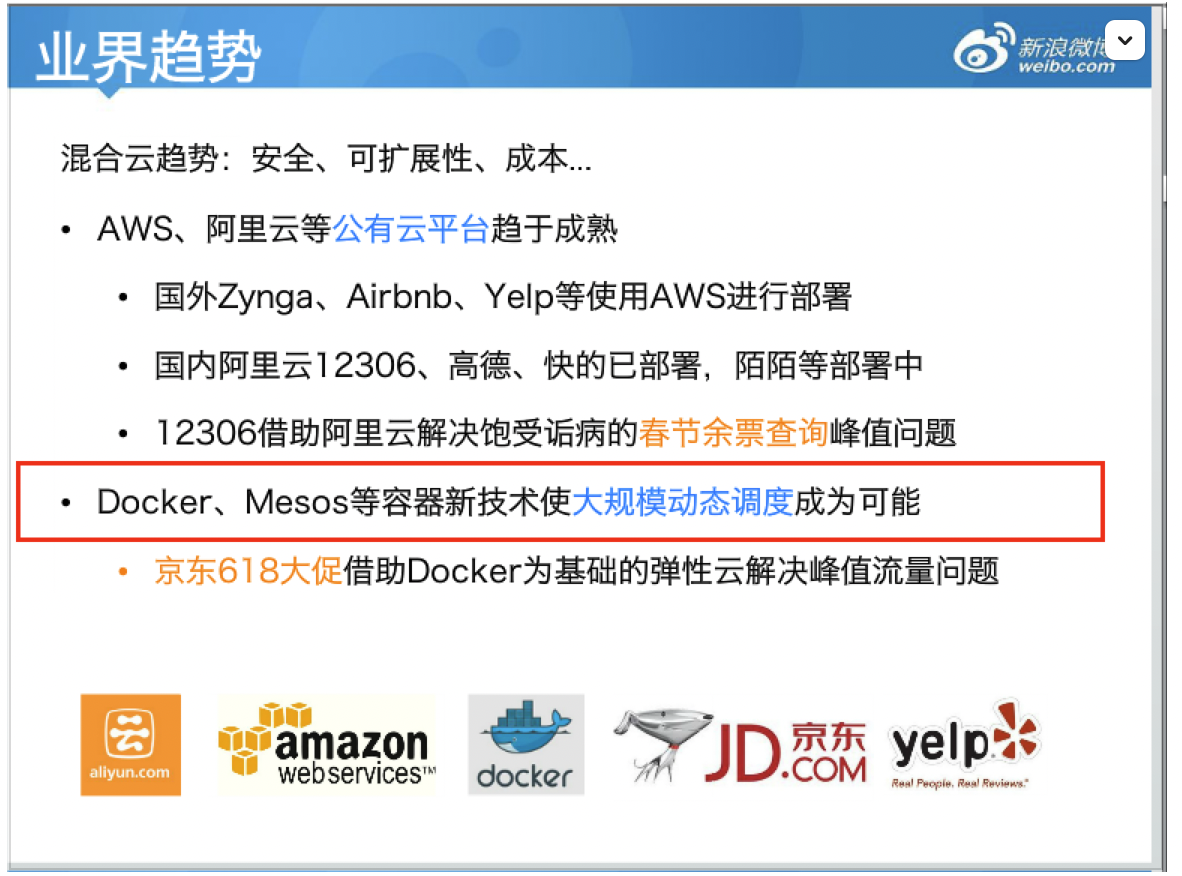 业界趋势
新浪微博
weibo.com
混合云趋势：安全、可扩展性、成本...
• AWS、阿里云等公有云平台趋于成熟
• 国外Zynga、Airbnb、Yelp等使用AWS进行部署
• 国内阿里云12306、高德、快的已部署，陌陌等部署中
• 12306借助阿里云解决饱受诟病的春节余票查询峰值问题
• Docker、Mesos等容器新技术使大规模动态调度成为可能
• 京东618大促借助Docker为基础的弹性云解决峰值流量问题
aliyun.com
amazon
webservices™
docker
JD.COM 京东
yelp
Real People. Real Reviews.®